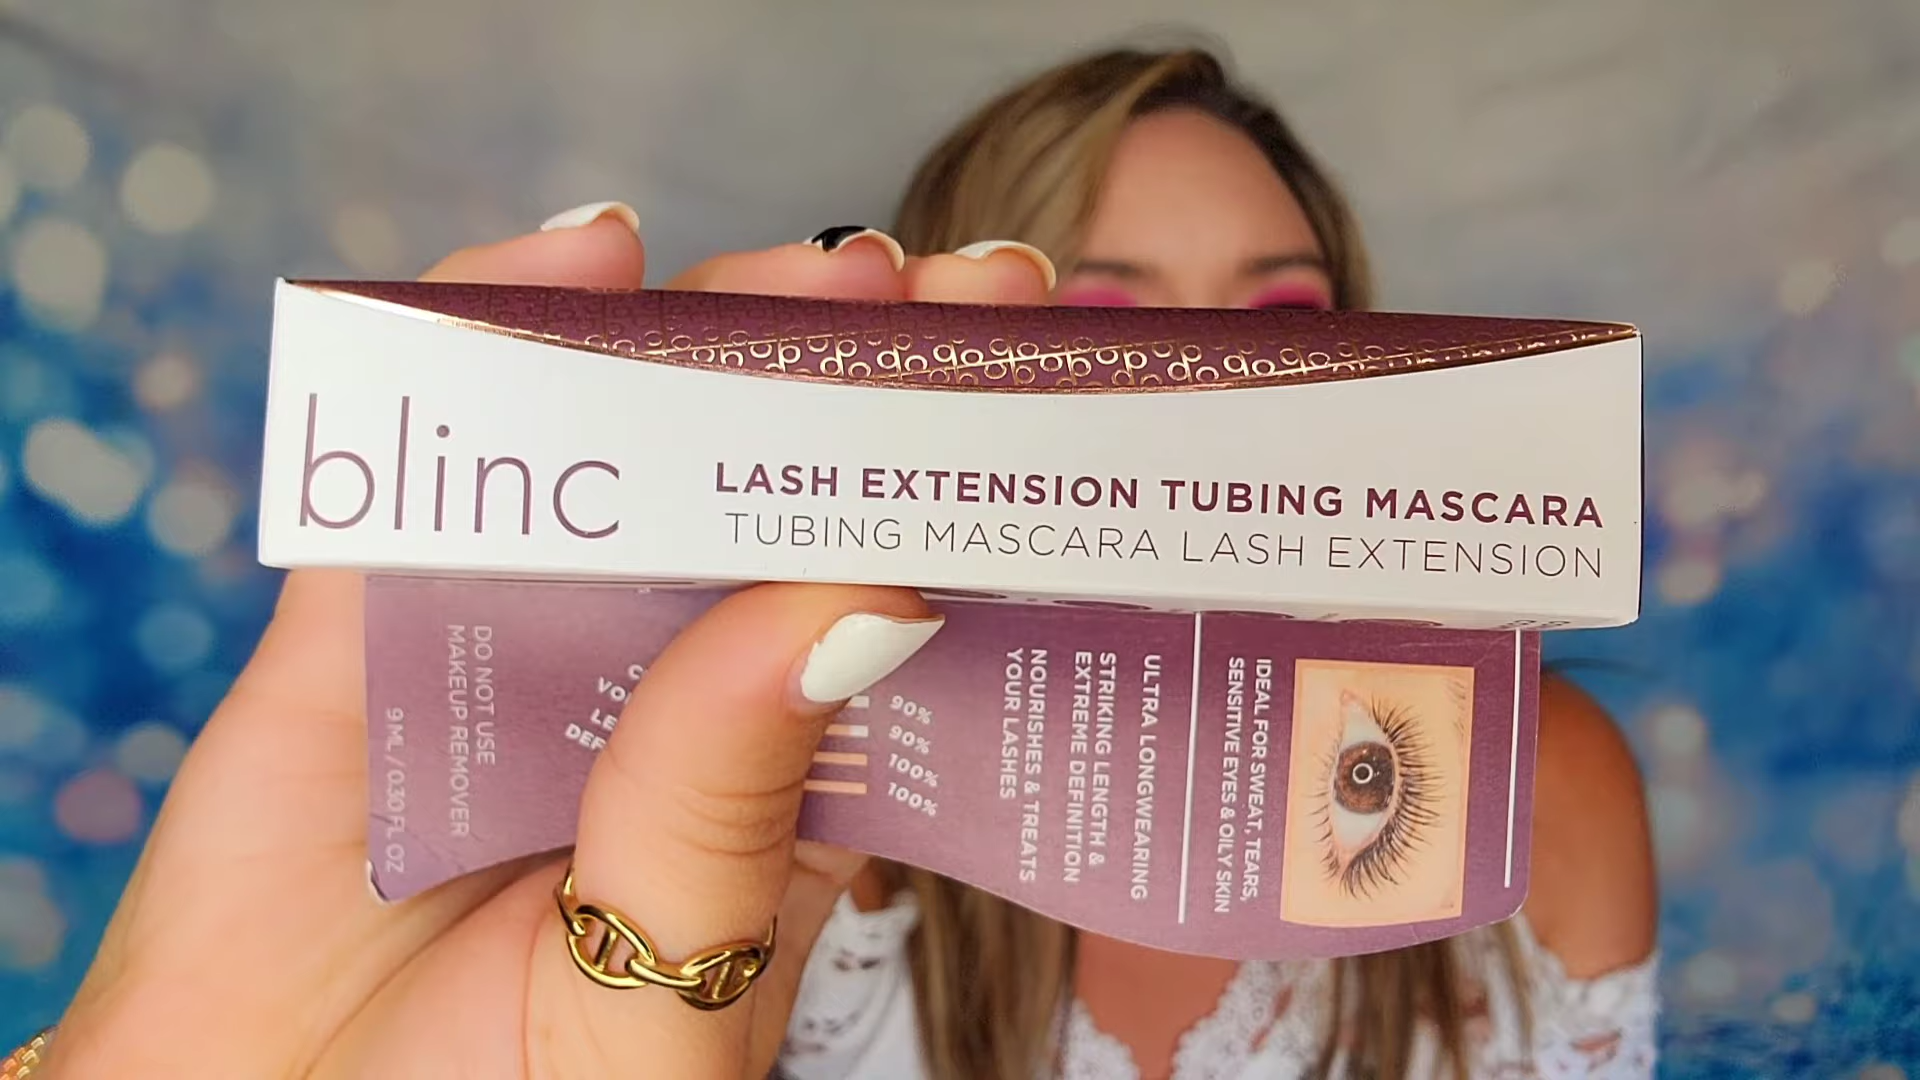 blinc
LASH EXTENSION TUBING MASCARA
TUBING MASCARA LASH EXTENSION
IDEAL FOR SWEAT, TEARS,
SENSITIVE EYES & OILY SKIN
ULTRA LONGWEARING
STRIKING LENGTH &
EXTREME DEFINITION
NOURISHES & TREATS
YOUR LASHES
90%
90%
100%
100%
DO NOT USE
MAKEUP REMOVER
9 ML / 0.30 FL OZ